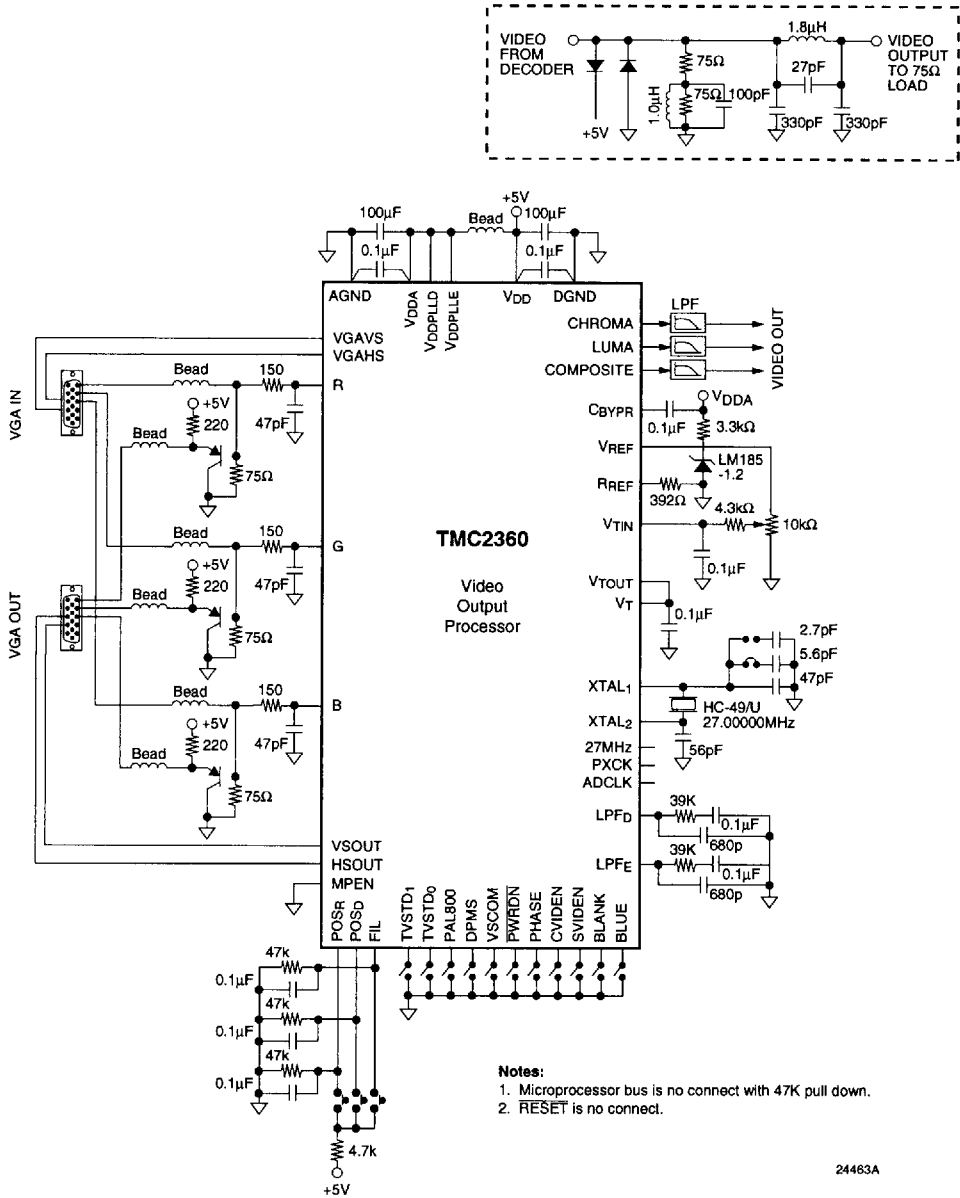 VIDEO FROM DECODER
1.8µH
VIDEO OUTPUT TO 75Ω LOAD
75Ω
27pF
1.0µH
75Ω
100pF
+5V
330pF
330pF
+5V
100µF
Bead
100µF
0.1µF
0.1µF
AGND
VDDA
VDDPLLD
VDDPLLE
VDD
DGND
VGAVS
VGAHS
CHROMA
LUMA
COMPOSITE
LPF
VIDEO OUT
VGA IN
Bead
150
R
+5V
220
47pF
Bead
75Ω
CBYPR
0.1µF
VDDA
3.3kΩ
VREF
LM185
-1.2
RREF
392Ω
4.3kΩ
VTIN
10kΩ
0.1µF
TMC2360
Video
Output
Processor
Bead
150
G
+5V
220
47pF
Bead
75Ω
VGA OUT
VTOUT
VT
0.1µF
2.7pF
5.6pF
47pF
XTAL1
HC-49/U
27.00000MHz
XTAL2
56pF
27MHz
PXCK
ADCLK
Bead
150
B
+5V
220
47pF
Bead
75Ω
LPFD
39K
0.1µF
680p
LPFE
39K
0.1µF
680p
VSOUT
HSOUT
MPEN
POSR
POSD
FIL
TVSTD1
TVSTD0
PAL800
DPMS
VSCOM
PWRDN
PHASE
CVIDEN
SVIDEN
BLANK
BLUE
47k
0.1µF
47k
0.1µF
47k
0.1µF
4.7k
+5V
Notes:
1. Microprocessor bus is no connect with 47K pull down.
2. RESET is no connect.
24463A